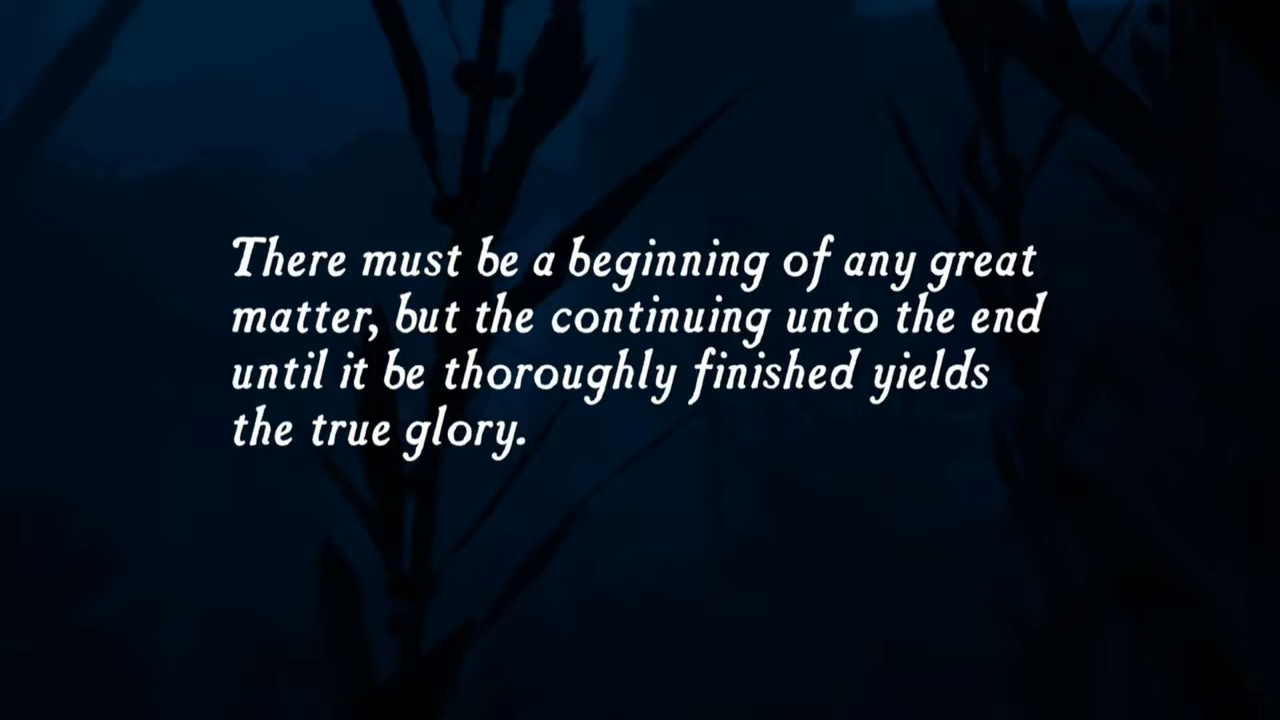 There must be a beginning of any great
matter, but the continuing unto the end
until it be thoroughly finished yields
the true glory.